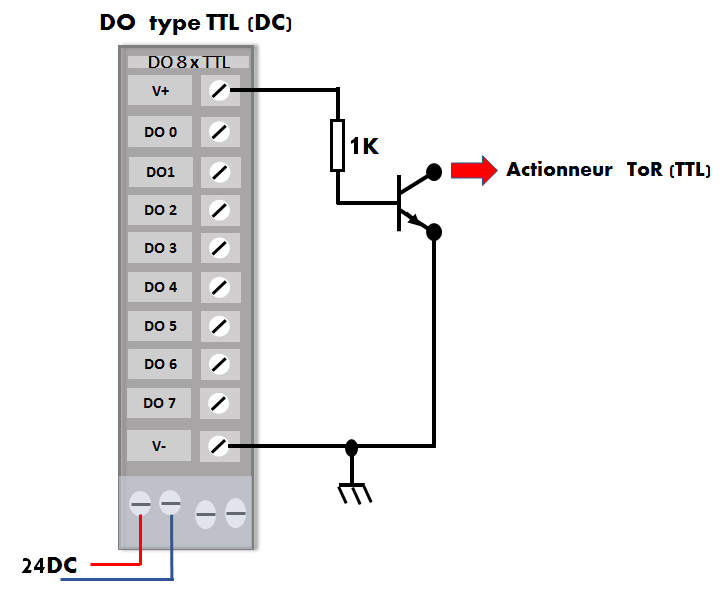 DO type TTL (DC)
DO 8 x TTL
V+
DO 0
DO1
DO 2
DO 3
DO 4
DO 5
DO 6
DO 7
V-
1K
Actionneur ToR (TTL)
24DC